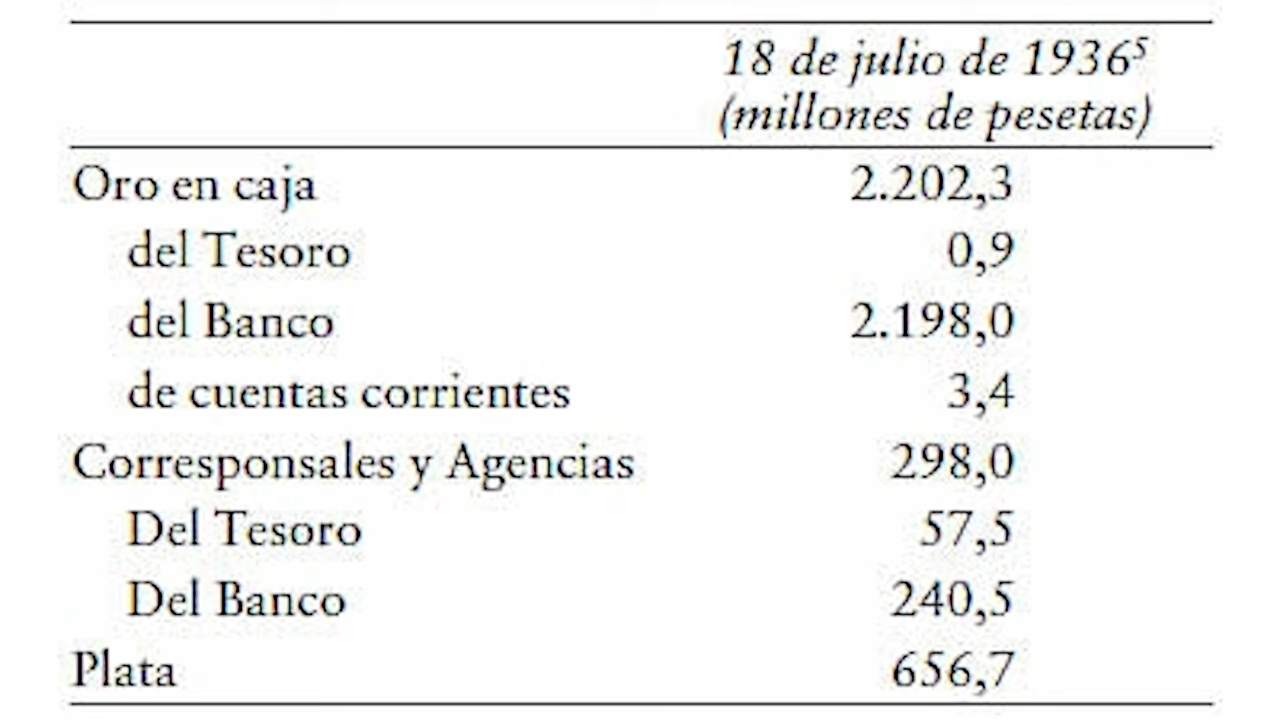 18 de julio de 1936⁵
(millones de pesetas)
Oro en caja 2.202,3
del Tesoro 0,9
del Banco 2.198,0
de cuentas corrientes 3,4
Corresponsales y Agencias 298,0
Del Tesoro 57,5
Del Banco 240,5
Plata 656,7